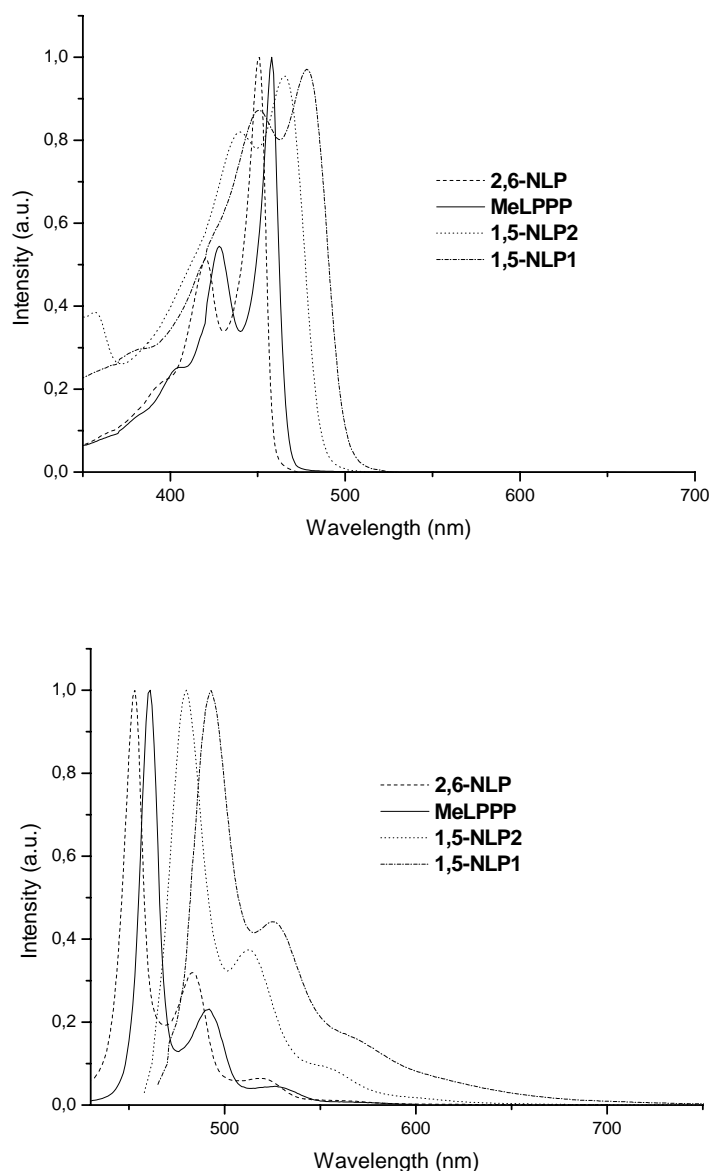 1,0
0,8
0,6
0,4
0,2
0,0
Intensity (a.u.)
2,6-NLP
MeLPPP
1,5-NLP2
1,5-NLP1
400
500
600
700
Wavelength (nm)
1,0
0,8
0,6
0,4
0,2
0,0
Intensity (a.u.)
2,6-NLP
MeLPPP
1,5-NLP2
1,5-NLP1
500
600
700
Wavelength (nm)